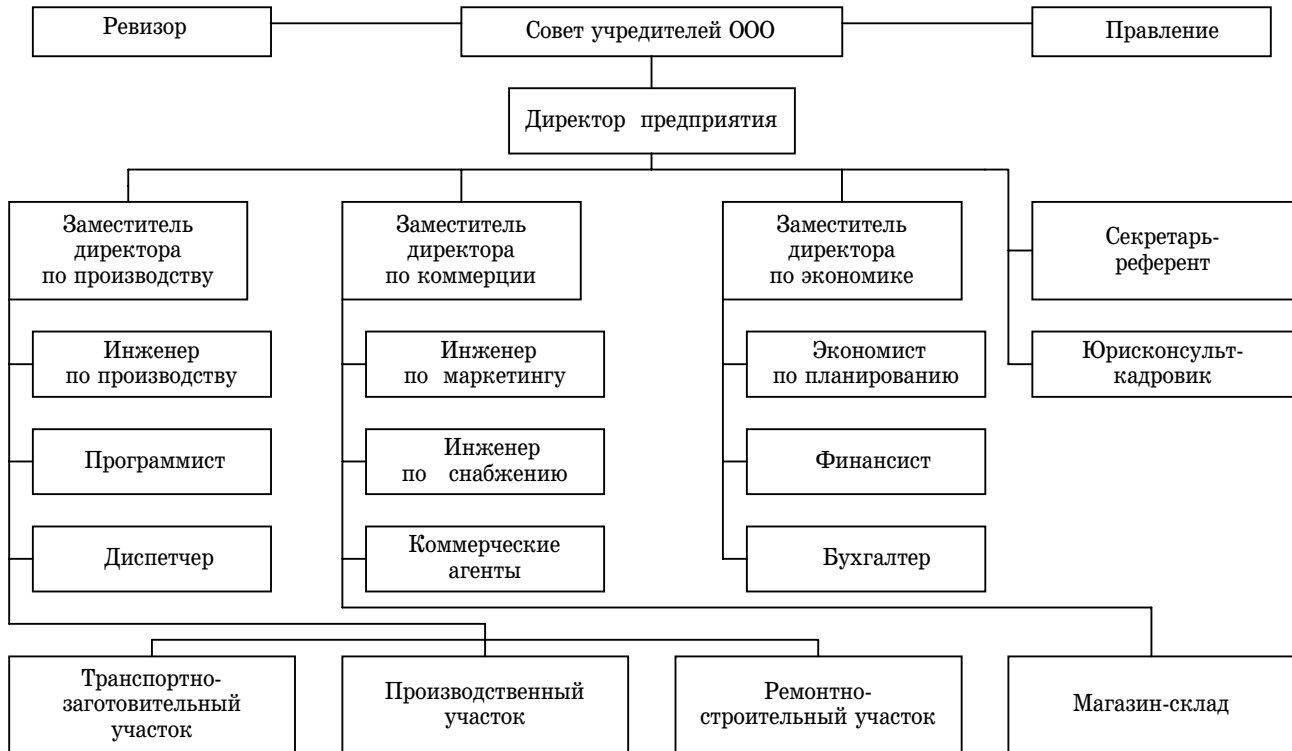 Ревизор
Совет учредителей ООО
Правление
Директор предприятия
Заместитель
директора
по производству
Заместитель
директора
по коммерции
Заместитель
директора
по экономике
Секретарь-
референт
Инженер
по производству
Инженер
по маркетингу
Экономист
по планированию
Юрисконсульт-
кадровик
Программист
Инженер
по снабжению
Финансист
Диспетчер
Коммерческие
агенты
Бухгалтер
Транспортно-
заготовительный
участок
Производственный
участок
Ремонтно-
строительный участок
Магазин-склад